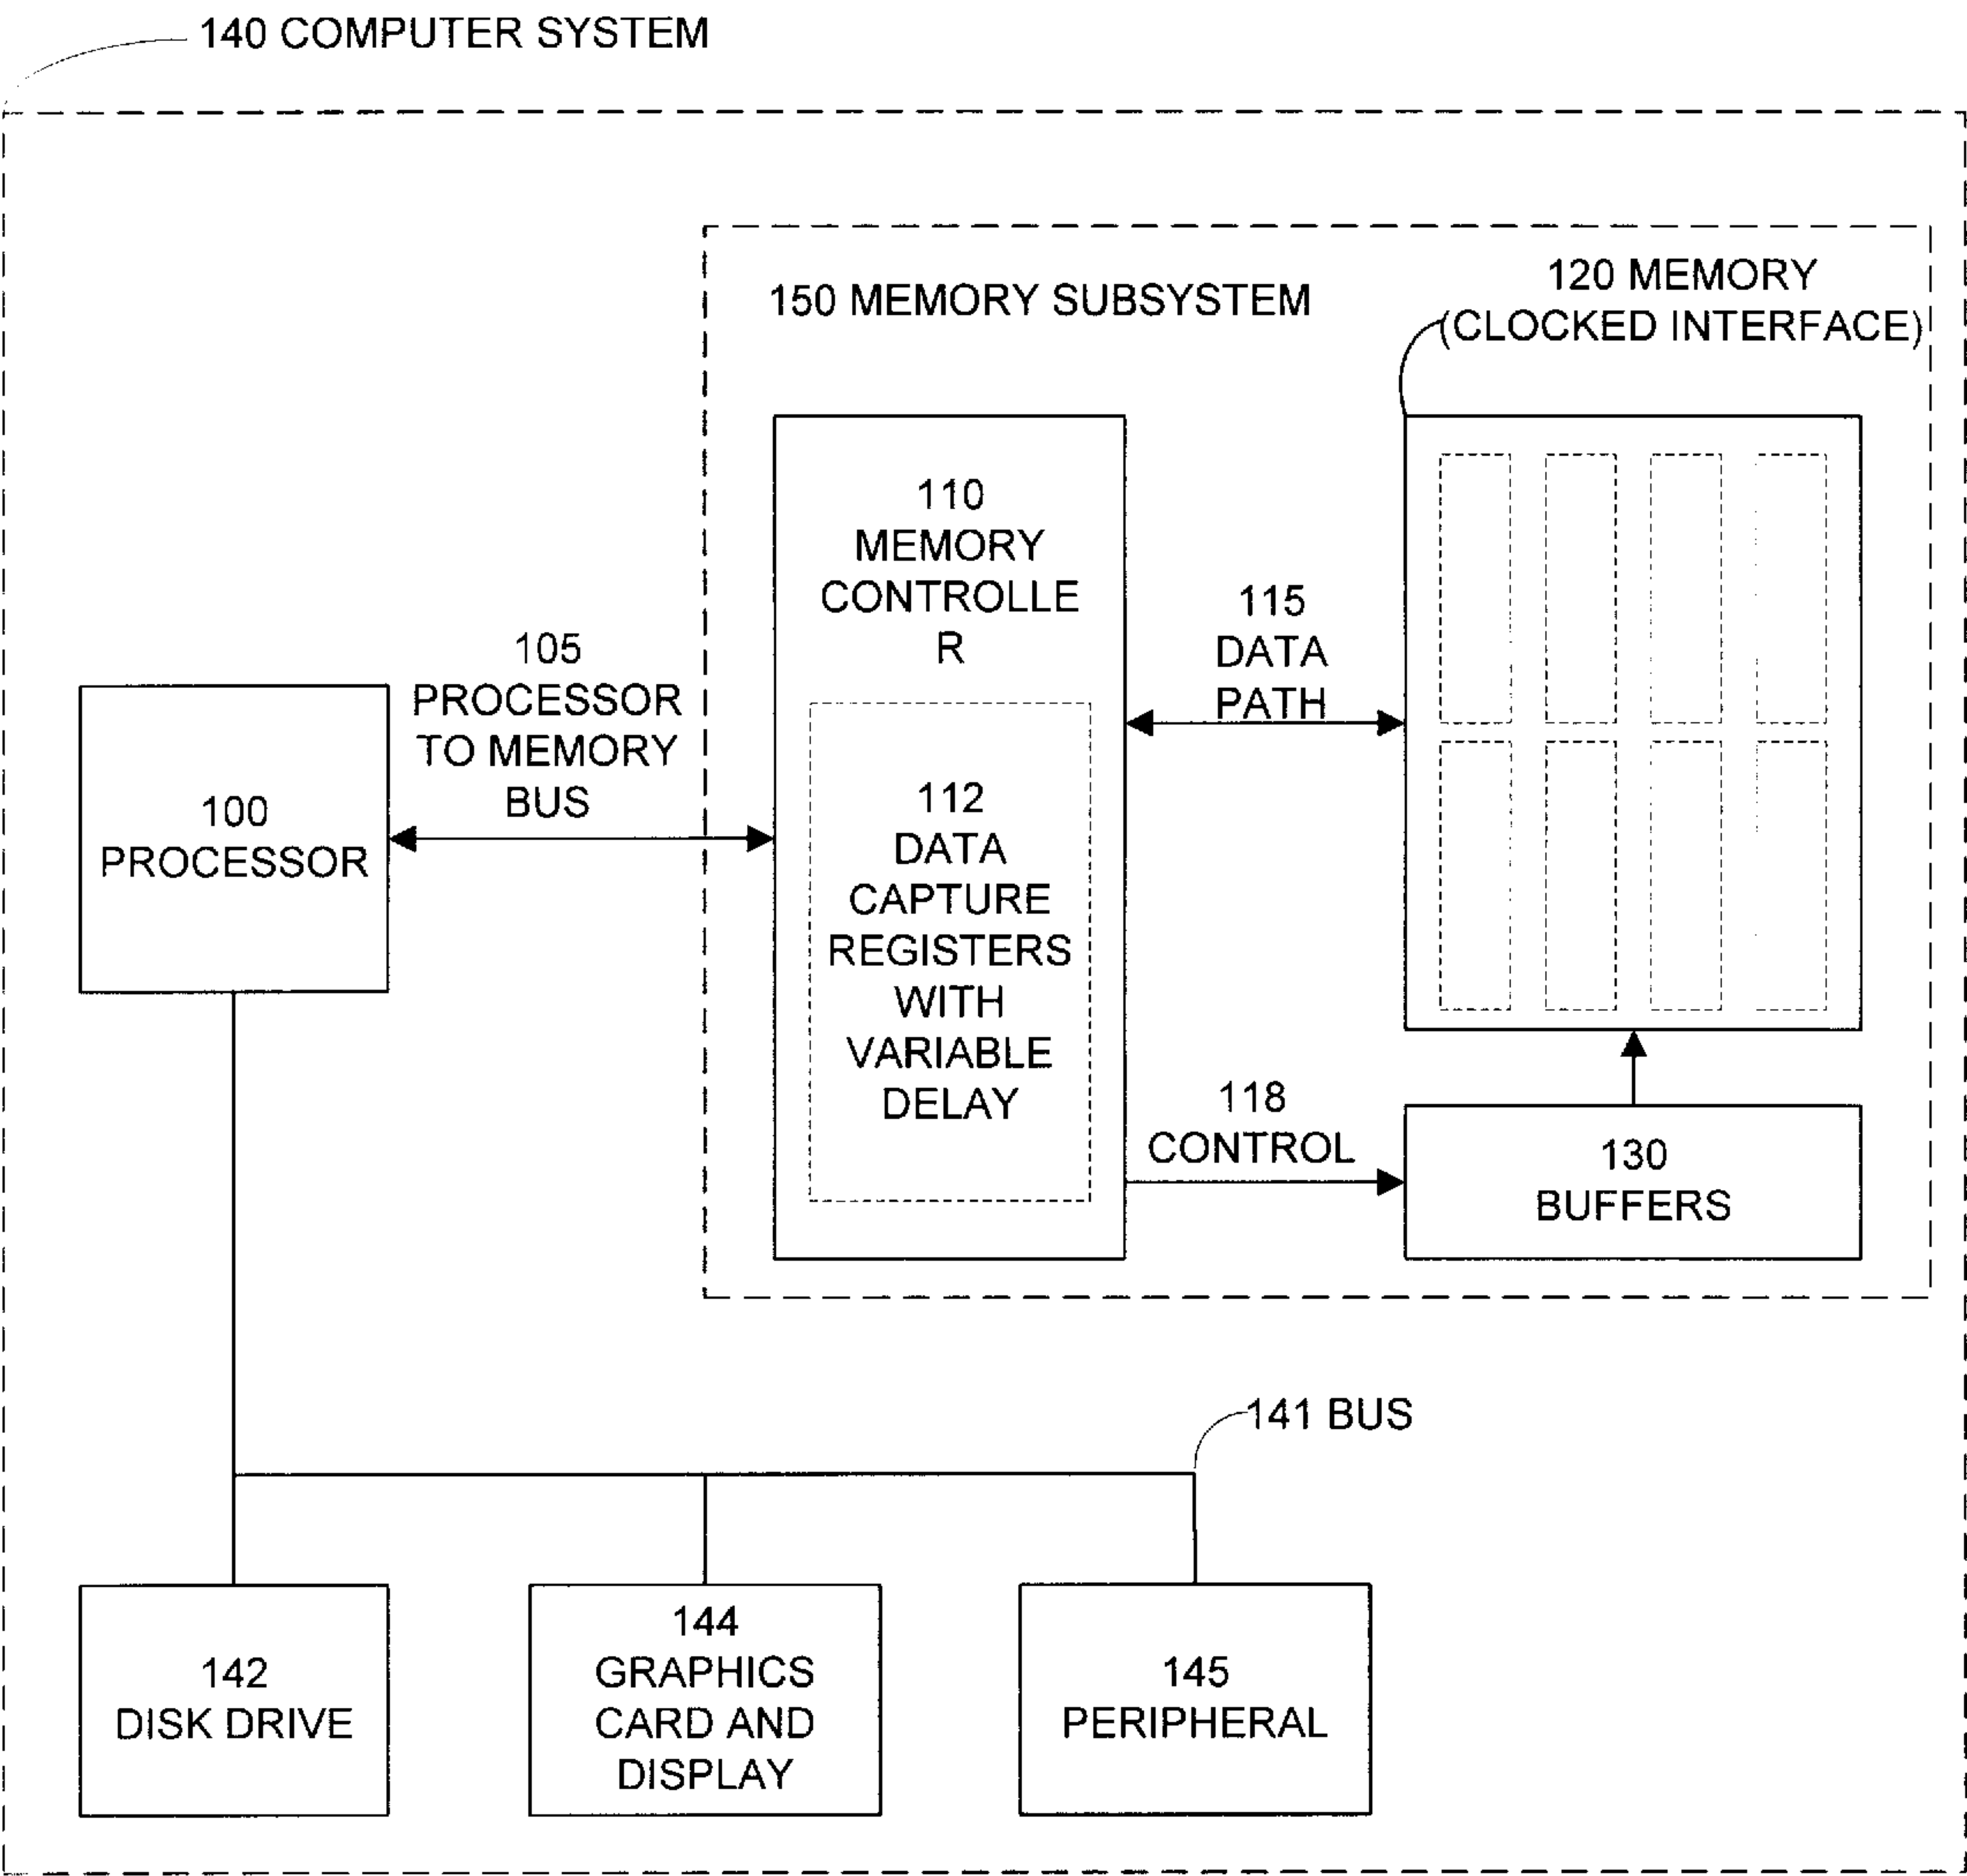 140 COMPUTER SYSTEM
150 MEMORY SUBSYSTEM
120 MEMORY
(CLOCKED INTERFACE)
110
MEMORY
CONTROLLE
R
115
DATA
PATH
105
PROCESSOR
TO MEMORY
BUS
100
PROCESSOR
112
DATA
CAPTURE
REGISTERS
WITH
VARIABLE
DELAY
118
CONTROL
130
BUFFERS
141 BUS
142
DISK DRIVE
144
GRAPHICS
CARD AND
DISPLAY
145
PERIPHERAL